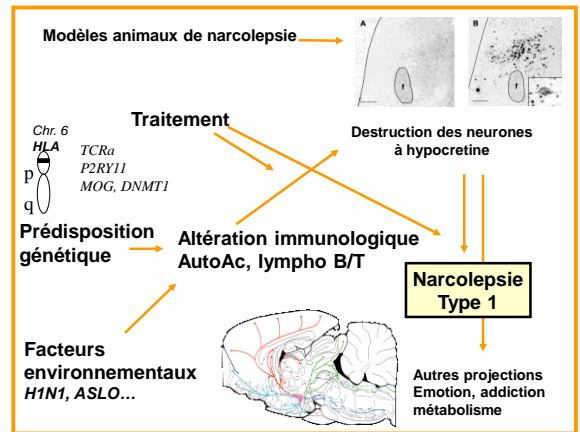 Modèles animaux de narcolepsie
A
B
f
f
Traitement
Destruction des neurones
à hypocretine
Chr. 6
HLA
p
q
TCRa
P2RY11
MOG, DNMT1
Prédisposition
génétique
Altération immunologique
AutoAc, lympho B/T
Narcolepsie
Type 1
Facteurs
environnementaux
H1N1, ASLO...
Autres projections
Emotion, addiction
métabolisme